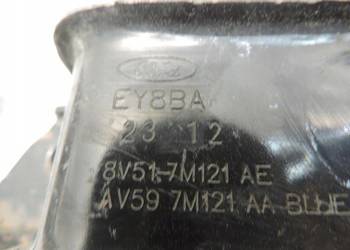 Ford
EY8BA
23 12
8V51-7M121 AE
AV59 7M121 AA BLUE